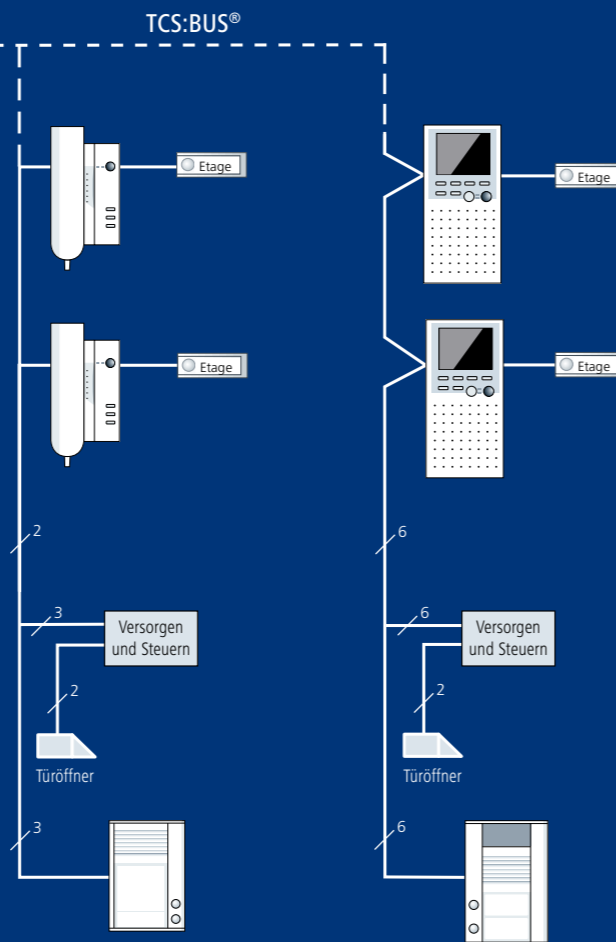 TCS:BUS®
Etage
Etage
Etage
Etage
2
6
3
Versorgen
und Steuern
6
Versorgen
und Steuern
2
2
Türöffner
Türöffner
3
6